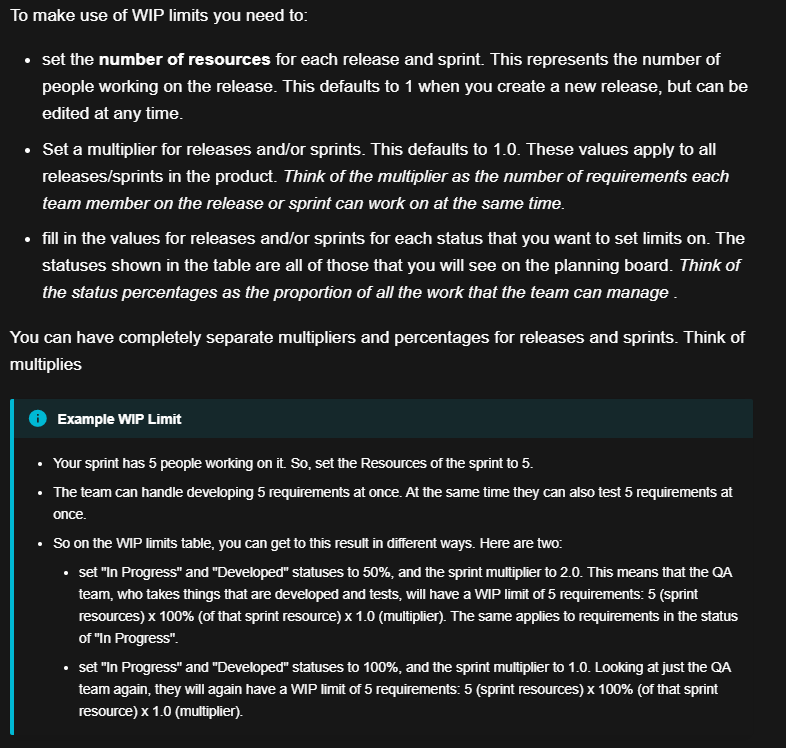 To make use of WIP limits you need to:
set the number of resources for each release and sprint. This represents the number of
people working on the release. This defaults to 1 when you create a new release, but can be
edited at any time.
Set a multiplier for releases and/or sprints. This defaults to 1.0. These values apply to all
releases/sprints in the product. Think of the multiplier as the number of requirements each
team member on the release or sprint can work on at the same time.
fill in the values for releases and/or sprints for each status that you want to set limits on. The
statuses shown in the table are all of those that you will see on the planning board. Think of
the status percentages as the proportion of all the work that the team can manage .
You can have completely separate multipliers and percentages for releases and sprints. Think of
multiplies
Example WIP Limit
Your sprint has 5 people working on it. So, set the Resources of the sprint to 5.
The team can handle developing 5 requirements at once. At the same time they can also test 5 requirements at
once.
So on the WIP limits table, you can get to this result in different ways. Here are two:
set "In Progress" and "Developed" statuses to 50%, and the sprint multiplier to 2.0. This means that the QA
team, who takes things that are developed and tests, will have a WIP limit of 5 requirements: 5 (sprint
resources) x 100% (of that sprint resource) x 1.0 (multiplier). The same applies to requirements in the status
of "In Progress".
set "In Progress" and "Developed" statuses to 100%, and the sprint multiplier to 1.0. Looking at just the QA
team again, they will again have a WIP limit of 5 requirements: 5 (sprint resources) x 100% (of that sprint
resource) x 1.0 (multiplier).